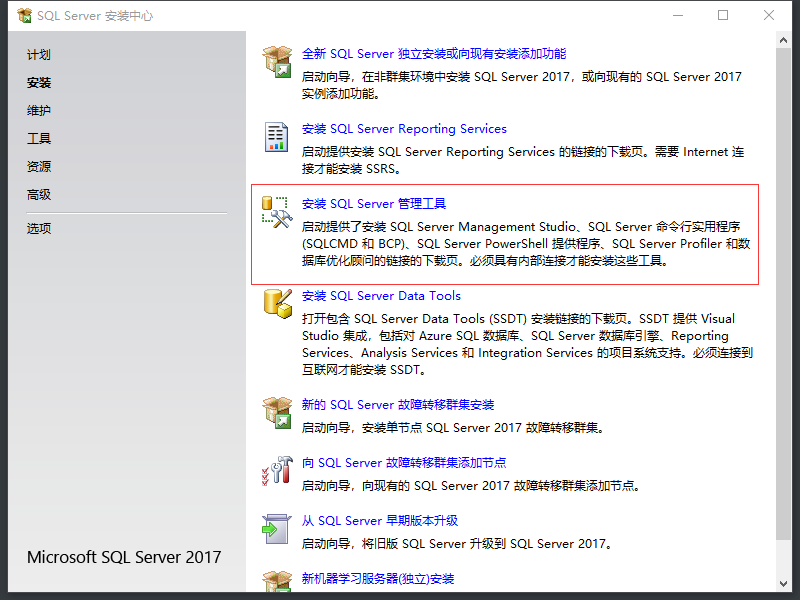 SQL Server 安装中心
计划
安装
维护
工具
资源
高级
选项
Microsoft SQL Server 2017
全新 SQL Server 独立安装或向现有安装添加功能
启动向导，在非群集环境中安装 SQL Server 2017，或向现有的 SQL Server 2017
实例添加功能。
安装 SQL Server Reporting Services
启动提供安装 SQL Server Reporting Services 的链接的下载页。需要 Internet 连
接才能安装 SSRS。
安装 SQL Server 管理工具
启动提供了安装 SQL Server Management Studio、SQL Server 命令行实用程序
(SQLCMD 和 BCP)、SQL Server PowerShell 提供程序、SQL Server Profiler 和数
据库优化顾问的链接的下载页。必须具有内部连接才能安装这些工具。
安装 SQL Server Data Tools
打开包含 SQL Server Data Tools (SSDT) 安装链接的下载页。SSDT 提供 Visual
Studio 集成，包括对 Azure SQL 数据库、SQL Server 数据库引擎、Reporting
Services、Analysis Services 和 Integration Services 的项目系统支持。必须连接到
互联网才能安装 SSDT。
新的 SQL Server 故障转移群集安装
启动向导，安装单节点 SQL Server 2017 故障转移群集。
向 SQL Server 故障转移群集添加节点
启动向导，向现有的 SQL Server 2017 故障转移群集添加节点。
从 SQL Server 早期版本升级
启动向导，将旧版 SQL Server 升级到 SQL Server 2017。
新机器学习服务器(独立)安装